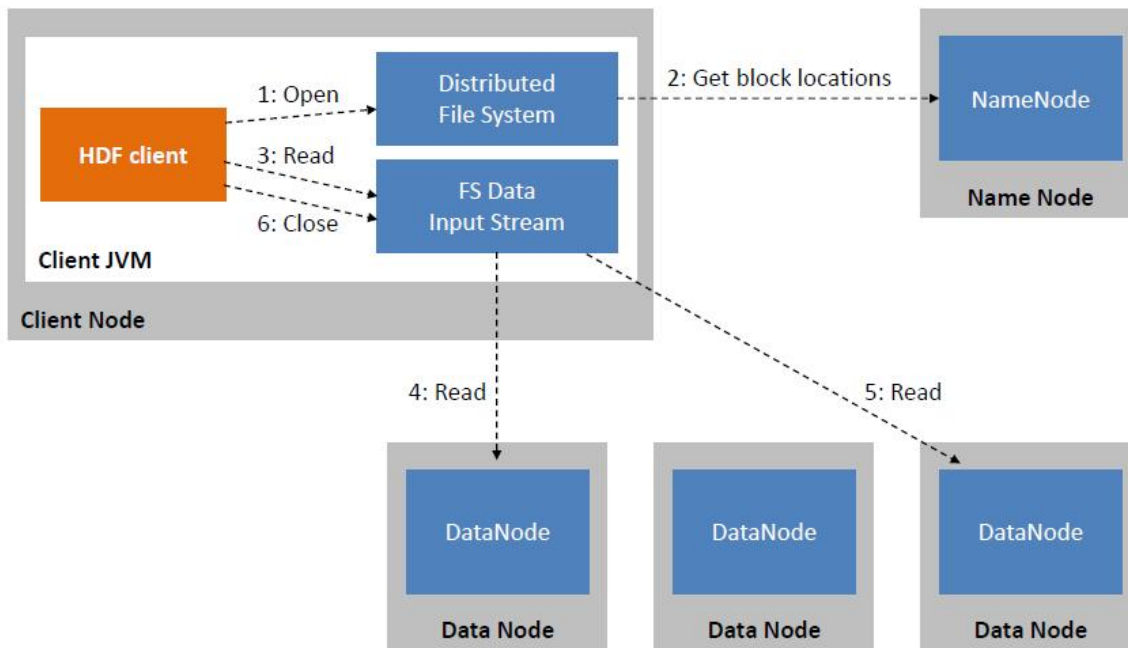 Distributed
File System
1: Open
2: Get block locations
NameNode
HDF client
3: Read
FS Data
Input Stream
6: Close
Name Node
Client JVM
Client Node
4: Read
5: Read
DataNode
DataNode
DataNode
Data Node
Data Node
Data Node